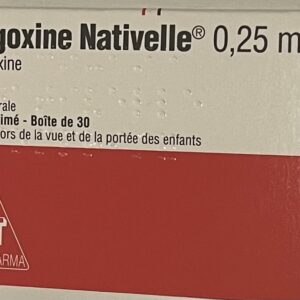 goxine Nativelle® 0,25 m
xine
rale
imé - Boîte de 30
ors de la vue et de la portée des enfants
T
ARMA